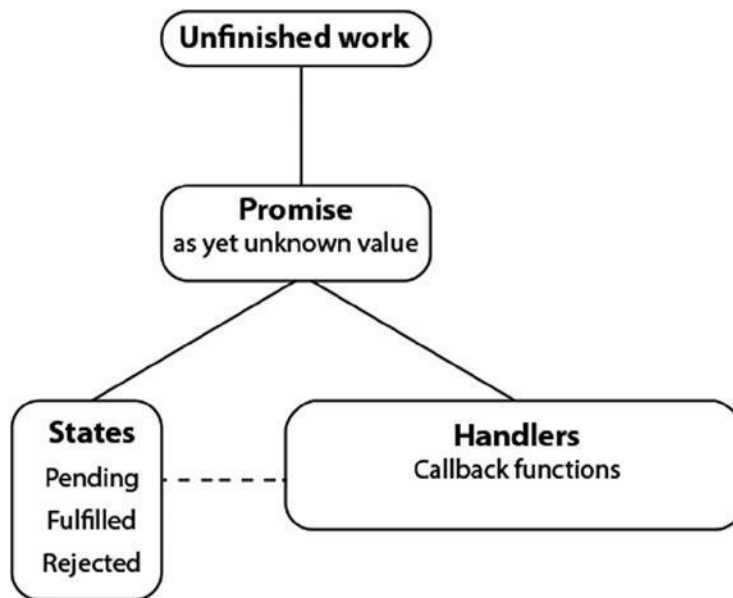 Unfinished work
Promise
as yet unknown value
States
Pending
Fulfilled
Rejected
Handlers
Callback functions